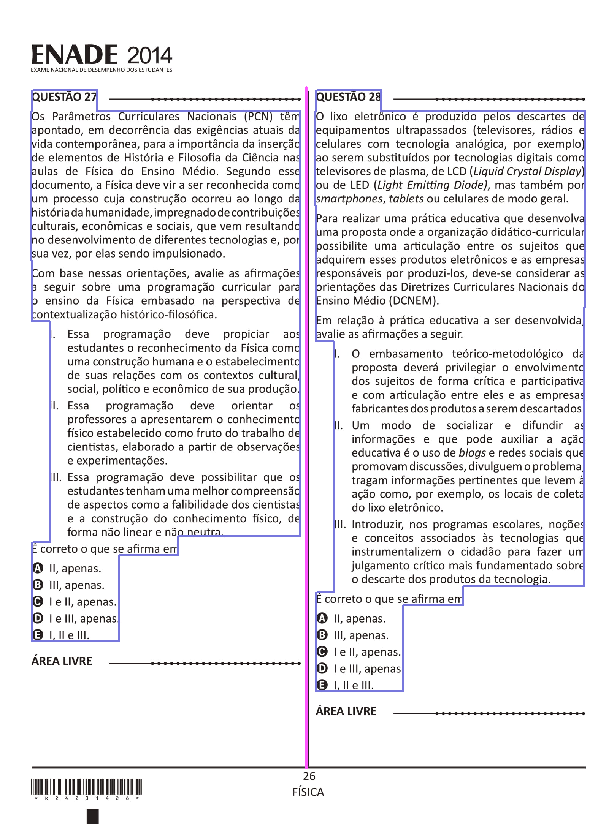 ENADE 2014
EXAME NACIONAL DE DESEMPENHO DOS ESTUDANTES
QUESTÃO 27
Os Parâmetros Curriculares Nacionais (PCN) têm
apontado, em decorrência das exigências atuais da
vida contemporânea, para a importância da inserção
de elementos de História e Filosofia da Ciência nas
aulas de Física do Ensino Médio. Segundo esse
documento, a Física deve vir a ser reconhecida como
um processo cuja construção ocorreu ao longo da
história da humanidade, impregnado de contribuições
culturais, econômicas e sociais, que vem resultando
no desenvolvimento de diferentes tecnologias e, por
sua vez, por elas sendo impulsionado.
Com base nessas orientações, avalie as afirmações
a seguir sobre uma programação curricular para
o ensino da Física embasado na perspectiva de
contextualização histórico-filosófica.
I. Essa programação deve propiciar aos
estudantes o reconhecimento da Física como
uma construção humana e o estabelecimento
de suas relações com os contextos cultural,
social, político e econômico de sua produção.
II. Essa programação deve orientar os
professores a apresentarem o conhecimento
físico estabelecido como fruto do trabalho de
cientistas, elaborado a partir de observações
e experimentações.
III. Essa programação deve possibilitar que os
estudantes tenham uma melhor compreensão
de aspectos como a falibilidade dos cientistas
e a construção do conhecimento físico, de
forma não linear e não neutra.
É correto o que se afirma em
A II, apenas.
B III, apenas.
C I e II, apenas.
D I e III, apenas.
E I, II e III.
ÁREA LIVRE
QUESTÃO 28
O lixo eletrônico é produzido pelos descartes de
equipamentos ultrapassados (televisores, rádios e
celulares com tecnologia analógica, por exemplo)
ao serem substituídos por tecnologias digitais como
televisores de plasma, de LCD (Liquid Crystal Display)
ou de LED (Light Emitting Diode), mas também por
smartphones, tablets ou celulares de modo geral.
Para realizar uma prática educativa que desenvolva
uma proposta onde a organização didático-curricular
possibilite uma articulação entre os sujeitos que
adquirem esses produtos eletrônicos e as empresas
responsáveis por produzi-los, deve-se considerar as
orientações das Diretrizes Curriculares Nacionais do
Ensino Médio (DCNEM).
Em relação à prática educativa a ser desenvolvida,
avalie as afirmações a seguir.
I. O embasamento teórico-metodológico da
proposta deverá privilegiar o envolvimento
dos sujeitos de forma crítica e participativa
e com articulação entre eles e as empresas
fabricantes dos produtos a serem descartados.
II. Um modo de socializar e difundir as
informações e que pode auxiliar a ação
educativa é o uso de blogs e redes sociais que
promovam discussões, divulguem o problema,
tragam informações pertinentes que levem à
ação como, por exemplo, os locais de coleta
do lixo eletrônico.
III. Introduzir, nos programas escolares, noções
e conceitos associados às tecnologias que
instrumentalizem o cidadão para fazer um
julgamento crítico mais fundamentado sobre
o descarte dos produtos da tecnologia.
É correto o que se afirma em
A II, apenas.
B III, apenas.
C I e II, apenas.
D I e III, apenas
E I, II e III.
ÁREA LIVRE
26
FÍSICA